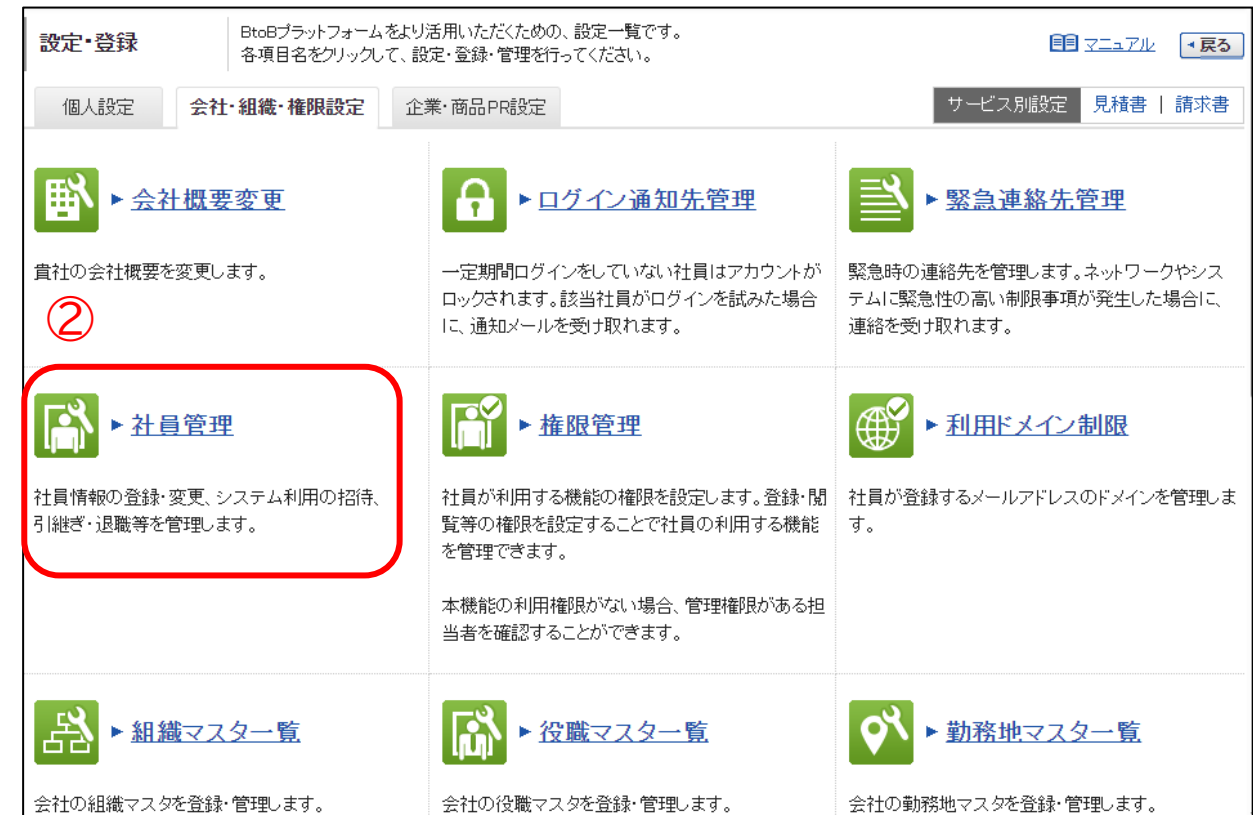 設定・登録
BtoBプラットフォームをより活用いただくための、設定一覧です。
各項目名をクリックして、設定・登録・管理を行ってください。
マニュアル
戻る
個人設定
会社・組織・権限設定
企業・商品PR設定
サービス別設定
見積書 | 請求書
会社概要変更
貴社の会社概要を変更します。
ログイン通知先管理
一定期間ログインをしていない社員はアカウントが
ロックされます。該当社員がログインを試みた場合
に、通知メールを受け取れます。
緊急連絡先管理
緊急時の連絡先を管理します。ネットワークやシス
テムに緊急性の高い制限事項が発生した場合に、
連絡を受け取れます。
②
社員管理
社員情報の登録・変更、システム利用の招待、
引継ぎ・退職等を管理します。
権限管理
社員が利用する機能の権限を設定します。登録・閲
覧等の権限を設定することで社員の利用する機能
を管理できます。
本機能の利用権限がない場合、管理権限がある担
当者を確認することができます。
利用ドメイン制限
社員が登録するメールアドレスのドメインを管理しま
す。
組織マスター覧
会社の組織マスタを登録・管理します。
役職マスター覧
会社の役職マスタを登録・管理します。
勤務地マスター覧
会社の勤務地マスタを登録・管理します。